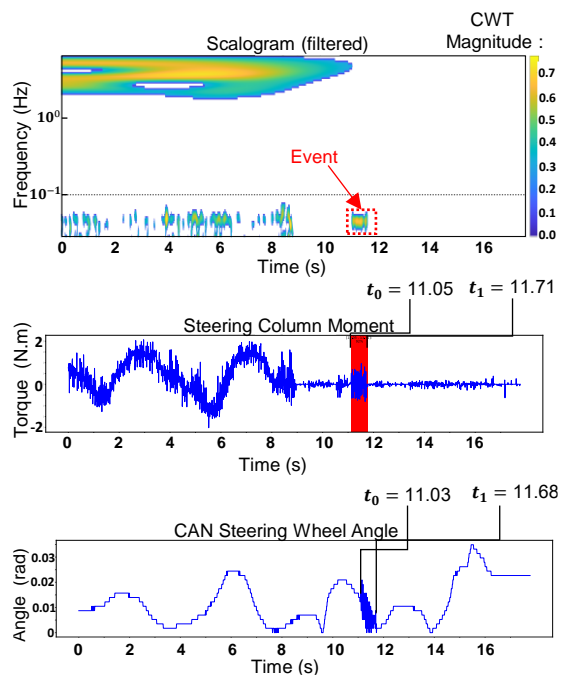 CWT
Magnitude :
Scalogram (filtered)
Frequency (Hz)
10⁰
10⁻¹
Event
0.7
0.6
0.5
0.4
0.3
0.2
0.1
0.0
0 2 4 6 8 10 12 14 16
Time (s)
t₀ = 11.05 t₁ = 11.71
Steering Column Moment
Torque (N.m)
2
0
-2
0 2 4 6 8 10 12 14 16
Time (s)
t₀ = 11.03 t₁ = 11.68
CAN Steering Wheel Angle
Angle (rad)
0.03
0.02
0.01
0
0 2 4 6 8 10 12 14 16
Time (s)